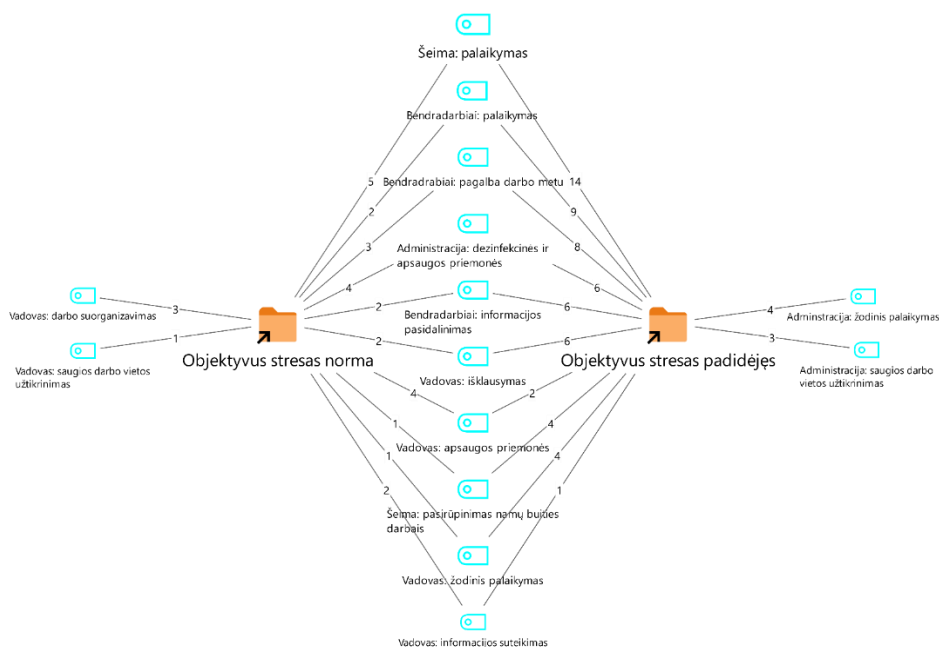 Šeima: palaikymas
Bendradarbiai: palaikymas
5
2
Bendradrabiai: pagalba darbo metu
14
9
3
8
Administracija: dezinfekcinės ir
apsaugos priemonės
4
6
3
2
6
4
Vadovas: darbo suorganizavimas
Bendradarbiai: informacijos
pasidalinimas
Adminstracija: žodinis palaikymas
1
2
6
3
Objektyvus stresas norma
Objektyvus stresas padidėjęs
Vadovas: saugios darbo vietos
užtikrinimas
Vadovas: išklausymas
Administracija: saugios darbo
vietos užtikrinimas
4
2
1
4
Vadovas: apsaugos priemonės
1
4
2
1
Šeima: pasirūpinimas namų buities
darbais
Vadovas: žodinis palaikymas
Vadovas: informacijos suteikimas